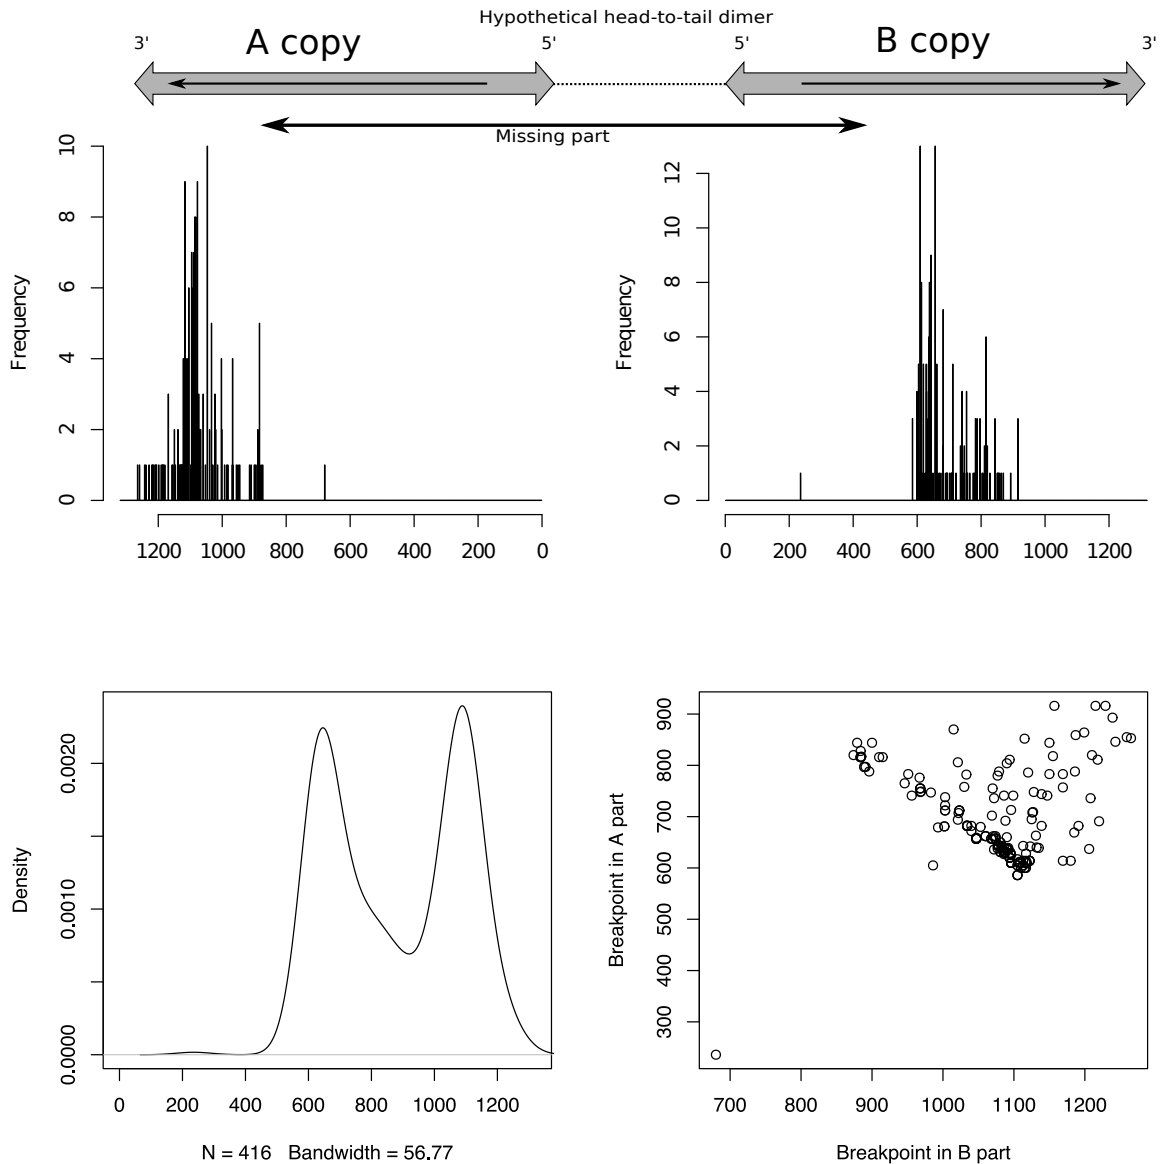 Hypothetical head-to-tail dimer
3' A copy 5' 5' B copy 3'
Missing part
Frequency
0 2 4 6 8 10
1200 1000 800 600 400 200 0
Frequency
0 2 4 6 8 10 12
0 200 400 600 800 1000 1200
Density
0.0000 0.0010 0.0020
0 200 400 600 800 1000 1200
N = 416 Bandwidth = 56.77
Breakpoint in A part
300 400 500 600 700 800 900
700 800 900 1000 1100 1200
Breakpoint in B part